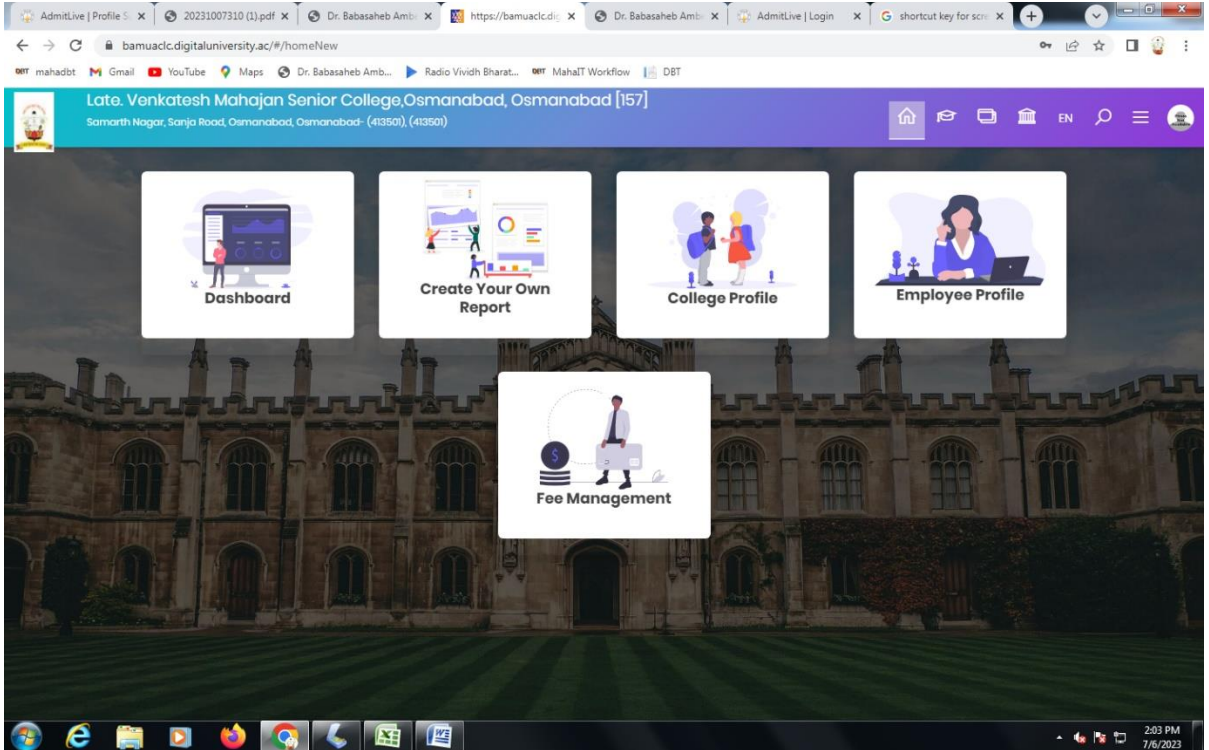 AdmitLive | Profile S
20231007310 (1).pdf
Dr. Babasaheb Amb
https://bamuaclc.dig
Dr. Babasaheb Amb
AdmitLive | Login
shortcut key for scre
bamuaclc.digitaluniversity.ac/#/homeNew
mahadbt
Gmail
YouTube
Maps
Dr. Babasaheb Amb...
Radio Vividh Bharat...
MahaIT Workflow
DBT
Late. Venkatesh Mahajan Senior College,Osmanabad, Osmanabad [157]
Samarth Nagar, Sanja Road, Osmanabad, Osmanabad- (413501), (413501)
EN
Dashboard
Create Your Own
Report
College Profile
Employee Profile
Fee Management
2:03 PM
7/6/2023